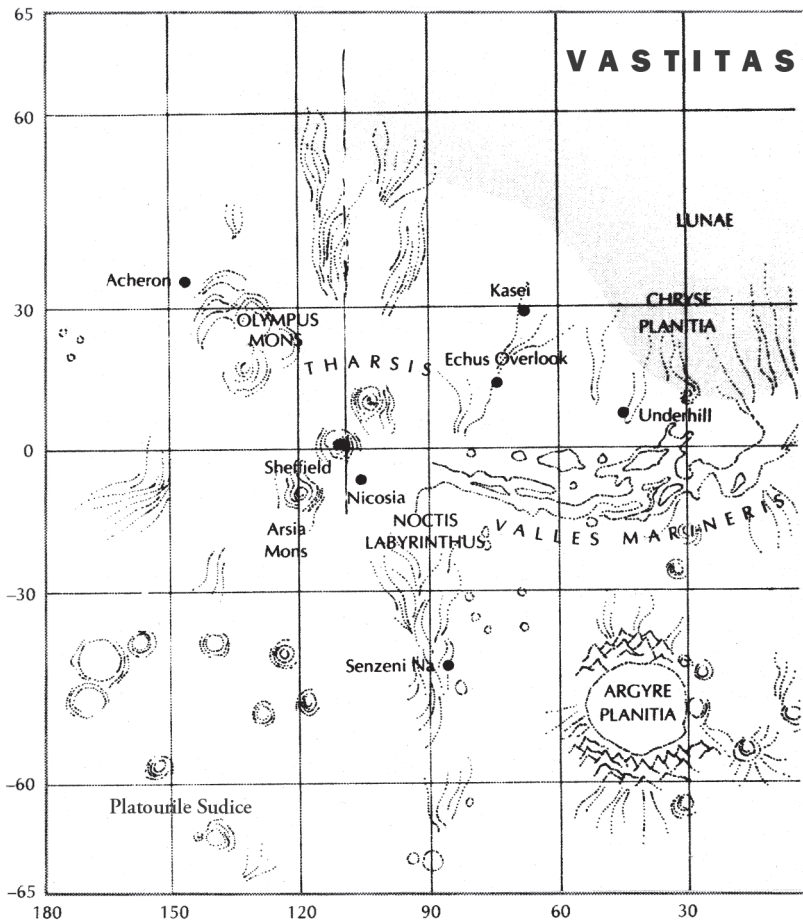 65
VASTITAS
60
LUNAE
Acheron
Kasei
30
CHRYSE
PLANITIA
OLYMPUS
MONS
THARSIS
Echus Overlook
Underhill
0
Sheffield
Nicosia
Arsia
Mons
NOCTIS
LABYRINTHUS
VALLES MARINERIS
–30
Senzeni Na
ARGYRE
PLANITIA
–60
Platourile Sudice
–65
180 150 120 90 60 30